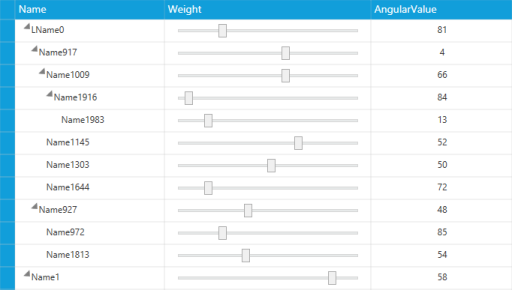 Name Weight AngularValue
LName0 81
Name917 4
Name1009 66
Name1916 84
Name1983 13
Name1145 52
Name1303 50
Name1644 72
Name927 48
Name972 85
Name1813 54
Name1 58